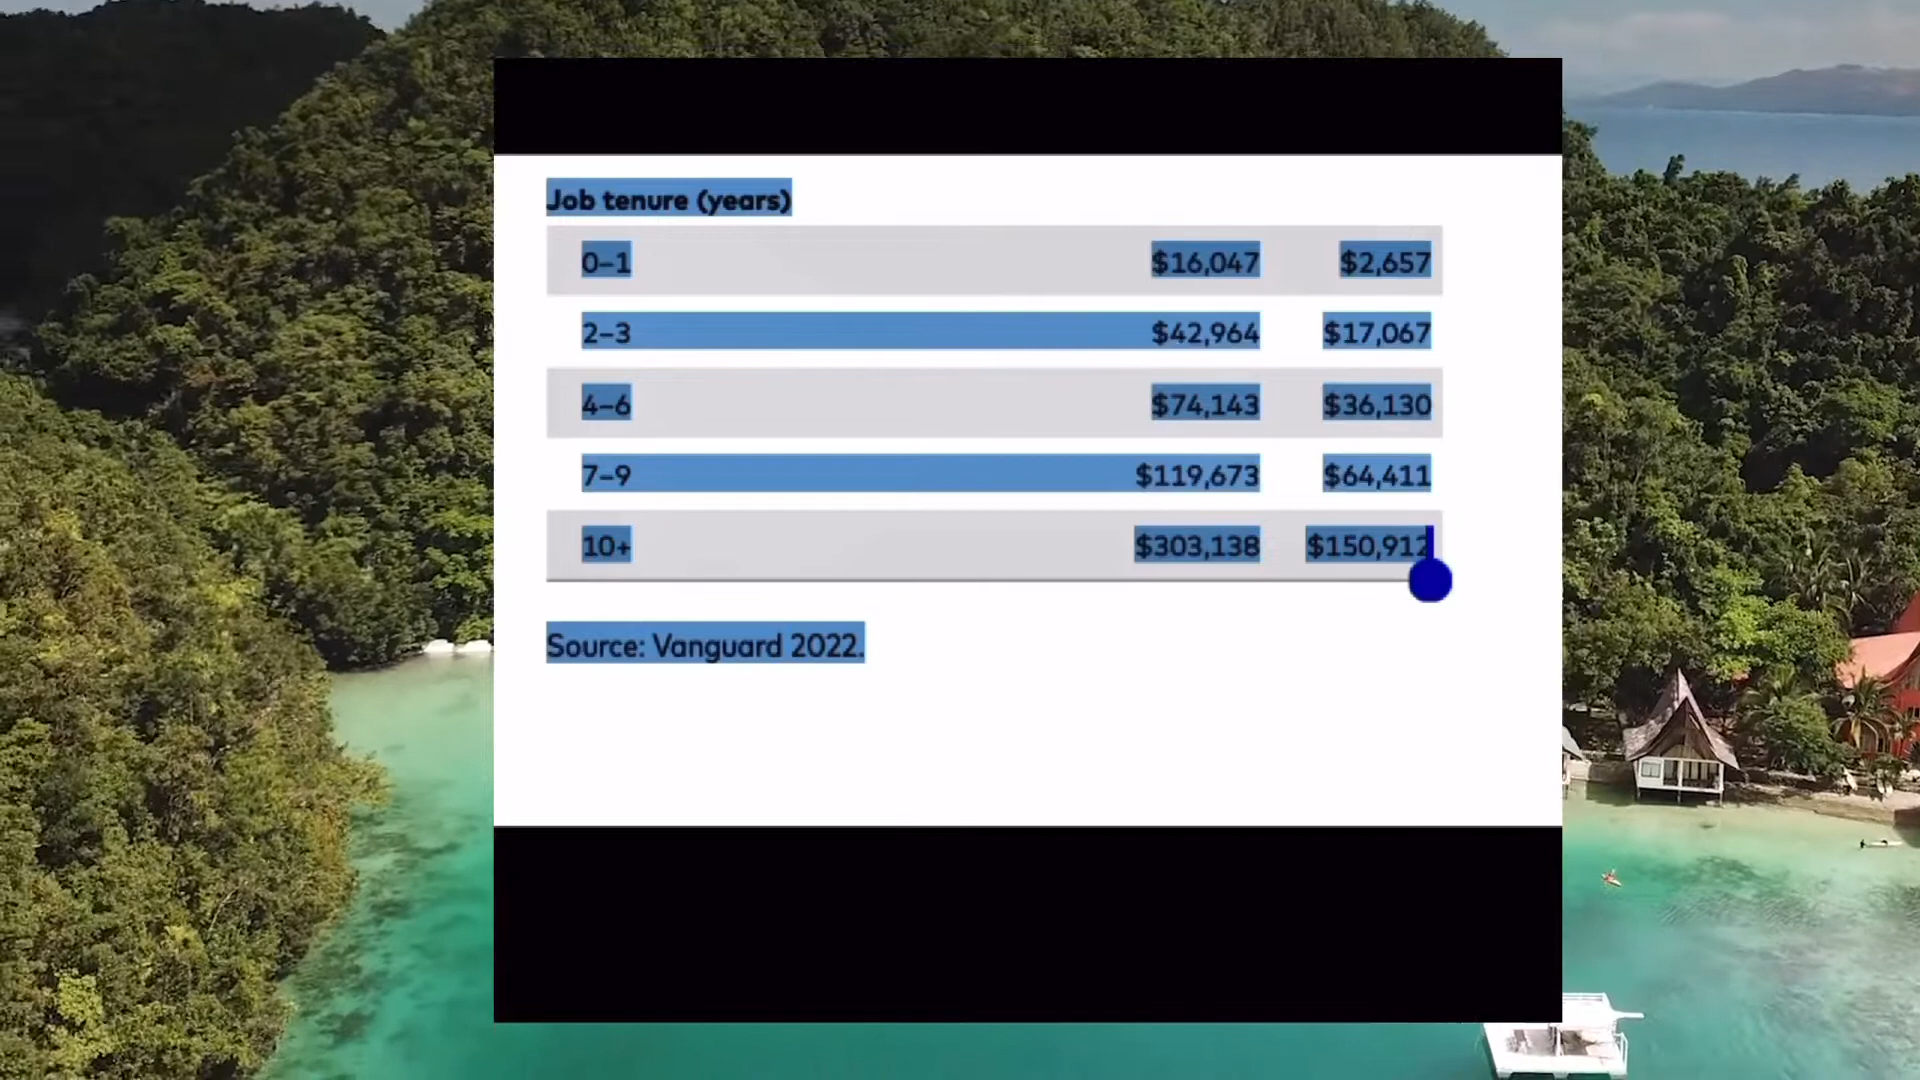 Job tenure (years)
0–1 $16,047 $2,657
2–3 $42,964 $17,067
4–6 $74,143 $36,130
7–9 $119,673 $64,411
10+ $303,138 $150,912
Source: Vanguard 2022.